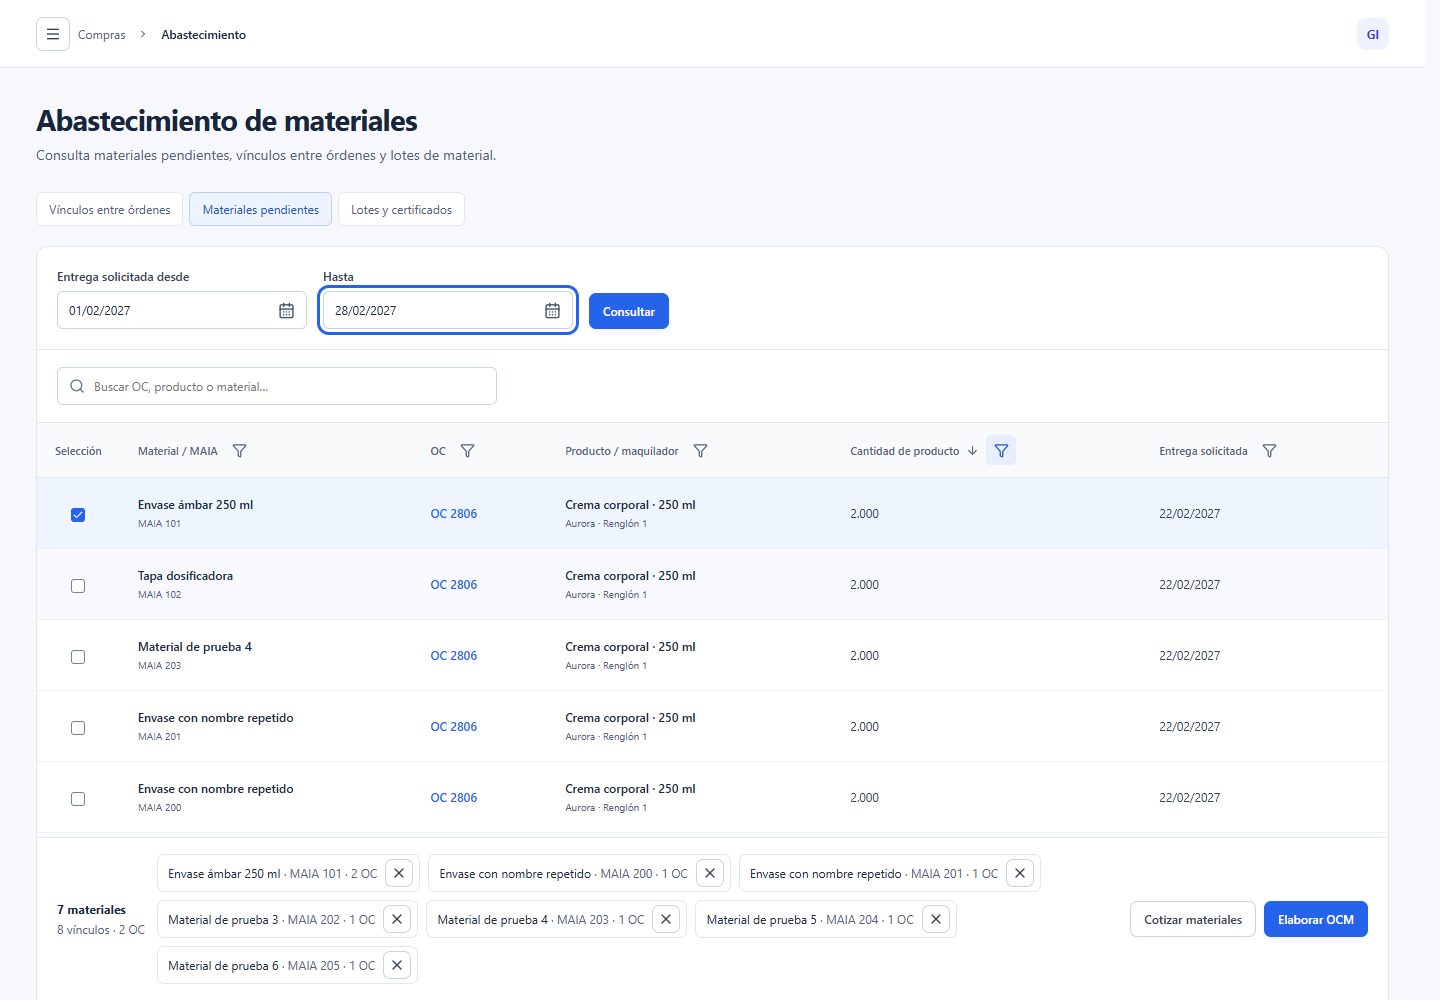 Compras > Abastecimiento
GI
Abastecimiento de materiales
Consulta materiales pendientes, vínculos entre órdenes y lotes de material.
Vínculos entre órdenes Materiales pendientes Lotes y certificados
Entrega solicitada desde Hasta
01/02/2027 28/02/2027 Consultar
Buscar OC, producto o material...
Selección Material / MAIA OC Producto / maquilador Cantidad de producto ↓ Entrega solicitada
Envase ámbar 250 ml OC 2806 Crema corporal · 250 ml 2.000 22/02/2027
MAIA 101 Aurora · Renglón 1
Tapa dosificadora OC 2806 Crema corporal · 250 ml 2.000 22/02/2027
MAIA 102 Aurora · Renglón 1
Material de prueba 4 OC 2806 Crema corporal · 250 ml 2.000 22/02/2027
MAIA 203 Aurora · Renglón 1
Envase con nombre repetido OC 2806 Crema corporal · 250 ml 2.000 22/02/2027
MAIA 201 Aurora · Renglón 1
Envase con nombre repetido OC 2806 Crema corporal · 250 ml 2.000 22/02/2027
MAIA 200 Aurora · Renglón 1
7 materiales
8 vínculos · 2 OC
Envase ámbar 250 ml · MAIA 101 · 2 OC Envase con nombre repetido · MAIA 200 · 1 OC Envase con nombre repetido · MAIA 201 · 1 OC
Material de prueba 3 · MAIA 202 · 1 OC Material de prueba 4 · MAIA 203 · 1 OC Material de prueba 5 · MAIA 204 · 1 OC
Material de prueba 6 · MAIA 205 · 1 OC
Cotizar materiales Elaborar OCM